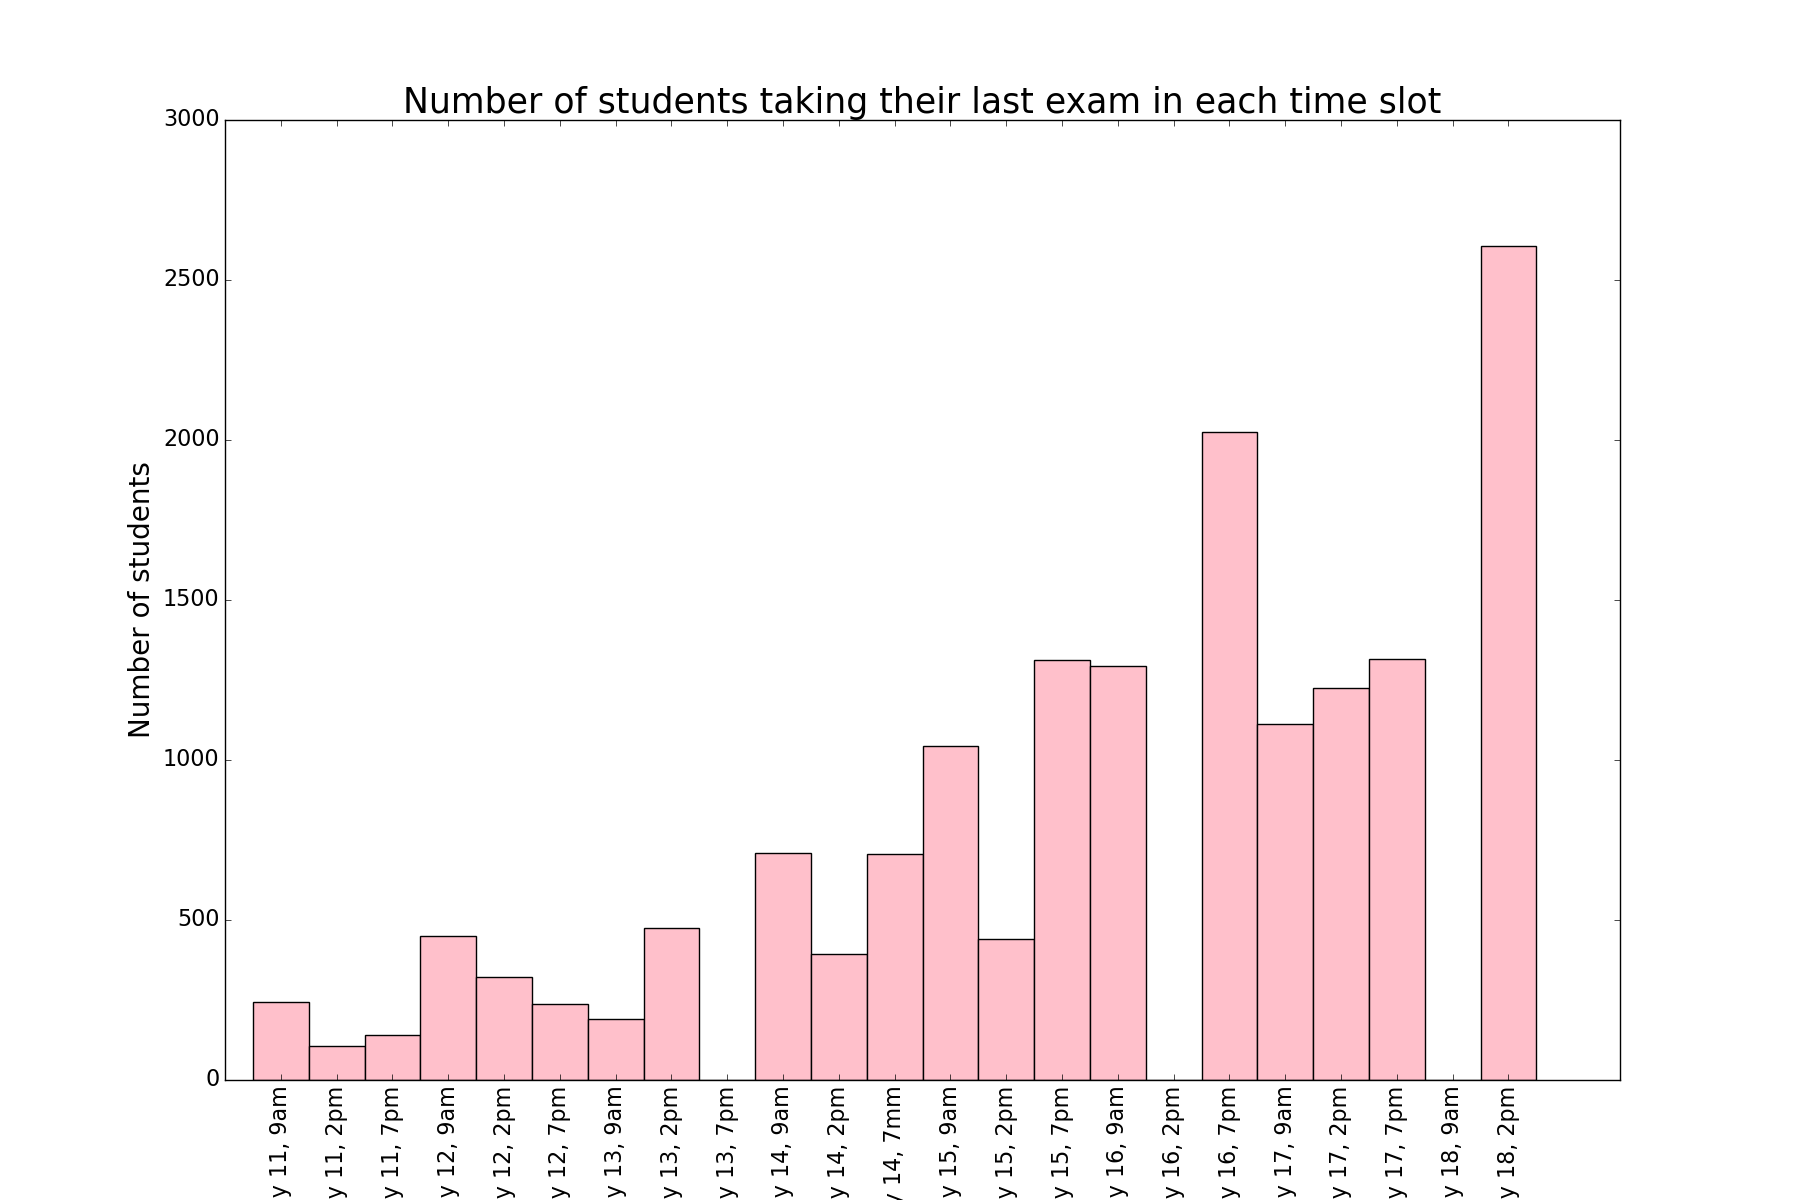 Number of students taking their last exam in each time slot
3000
2500
2000
1500
1000
500
0
Number of students
y 11, 9am
y 11, 2pm
y 11, 7pm
y 12, 9am
y 12, 2pm
y 12, 7pm
y 13, 9am
y 13, 2pm
y 13, 7pm
y 14, 9am
y 14, 2pm
y 14, 7mm
y 15, 9am
y 15, 2pm
y 15, 7pm
y 16, 9am
y 16, 2pm
y 16, 7pm
y 17, 9am
y 17, 2pm
y 17, 7pm
y 18, 9am
y 18, 2pm